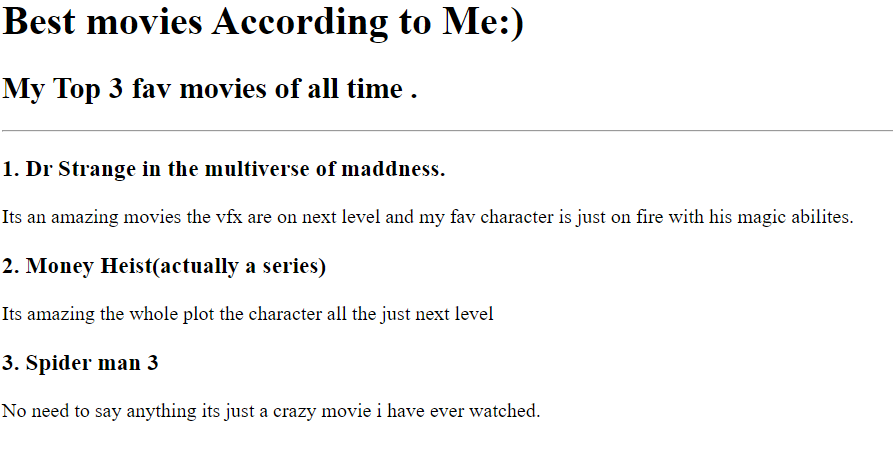 Best movies According to Me:)
My Top 3 fav movies of all time .
1. Dr Strange in the multiverse of maddness.
Its an amazing movies the vfx are on next level and my fav character is just on fire with his magic abilites.
2. Money Heist(actually a series)
Its amazing the whole plot the character all the just next level
3. Spider man 3
No need to say anything its just a crazy movie i have ever watched.